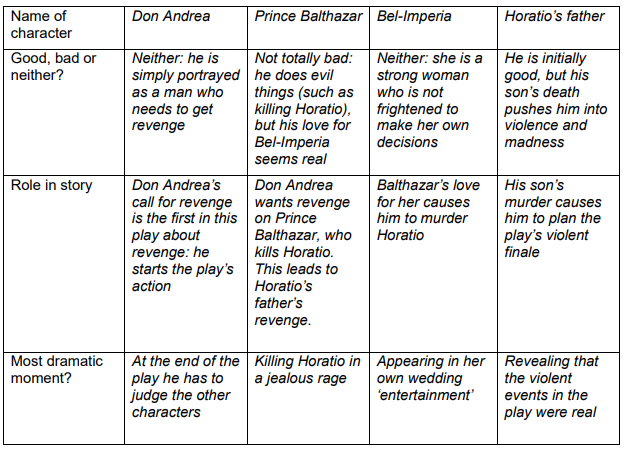 Name of character
Don Andrea
Prince Balthazar
Bel-Imperia
Horatio’s father
Good, bad or
neither?
Neither: he is
simply portrayed
as a man who
needs to get
revenge
Not totally bad:
he does evil
things (such as
killing Horatio),
but his love for
Bel-Imperia
seems real
Neither: she is a
strong woman
who is not
frightened to
make her own
decisions
He is initially
good, but his
son’s death
pushes him into
violence and
madness
Role in story
Don Andrea’s
call for revenge
is the first in this
play about
revenge: he
starts the play’s
action
Don Andrea
wants revenge
on Prince
Balthazar, who
kills Horatio.
This leads to
Horatio’s
father’s
revenge.
Balthazar’s love
for her causes
him to murder
Horatio
His son’s
murder causes
him to plan the
play’s violent
finale
Most dramatic
moment?
At the end of the
play he has to
judge the other
characters
Killing Horatio in
a jealous rage
Appearing in her
own wedding
‘entertainment’
Revealing that
the violent
events in the
play were real